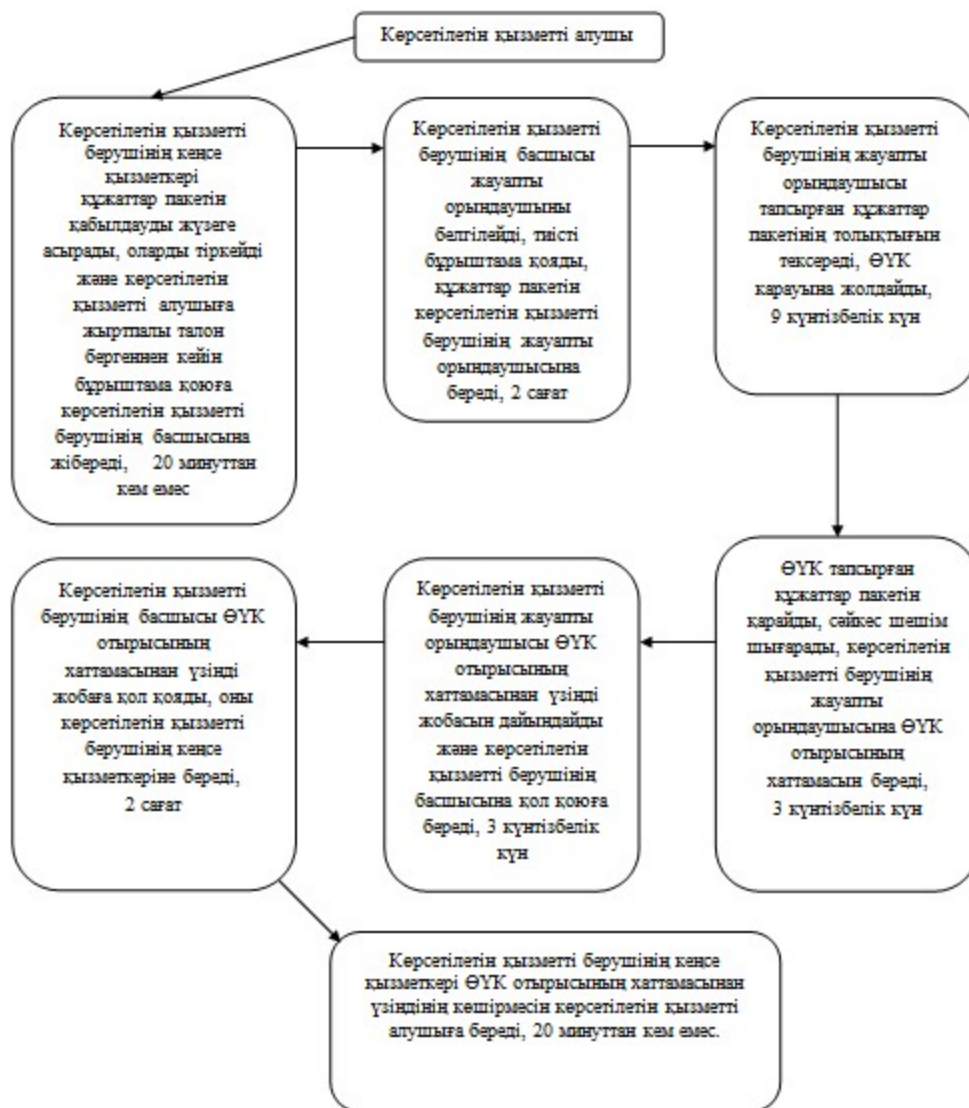 Көрсетілетін қызметті алушы
Көрсетілетін қызметті
берушінің кеңсе
қызметкері
құжаттар пакетін
қабылдауды жүзеге
асырады, оларды тіркейді
және көрсетілетін
қызметті алушыға
жыртпалы талон
бергеннен кейін
бұрыштама қоюға
көрсетілетін қызметті
берушінің басшысына
жібереді, 20 минуттан
кем емес
Көрсетілетін қызметті
берушінің басшысы
жауапты
орындаушыны
белгілейді, тиісті
бұрыштама қояды,
құжаттар пакетін
көрсетілетін қызметті
берушінің жауапты
орындаушысына
береді, 2 сағат
Көрсетілетін қызметті
берушінің жауапты
орындаушысы
тапсырған құжаттар
пакетінің толықтығын
тексереді, ӨҮК
қарауына жолдайды,
9 күнтізбелік күн
ӨҮК тапсырған
құжаттар пакетін
қарайды, сәйкес шешім
шығарады, көрсетілетін
қызметті берушінің
жауапты
орындаушысына ӨҮК
отырысының
хаттамасын береді,
3 күнтізбелік күн
Көрсетілетін қызметті
берушінің жауапты
орындаушысы ӨҮК
отырысының
хаттамасынан үзінді
жобасын дайындайды
және көрсетілетін
қызметті берушінің
басшысына қол қоюға
береді, 3 күнтізбелік
күн
Көрсетілетін қызметті
берушінің басшысы ӨҮК
отырысының
хаттамасынан үзінді
жобаға қол қояды, оны
көрсетілетін қызметті
берушінің кеңсе
қызметкеріне береді,
2 сағат
Көрсетілетін қызметті берушінің кеңсе
қызметкері ӨҮК отырысының хаттамасынан
үзіндінің көшірмесін көрсетілетін қызметті
алушыға береді, 20 минуттан кем емес.